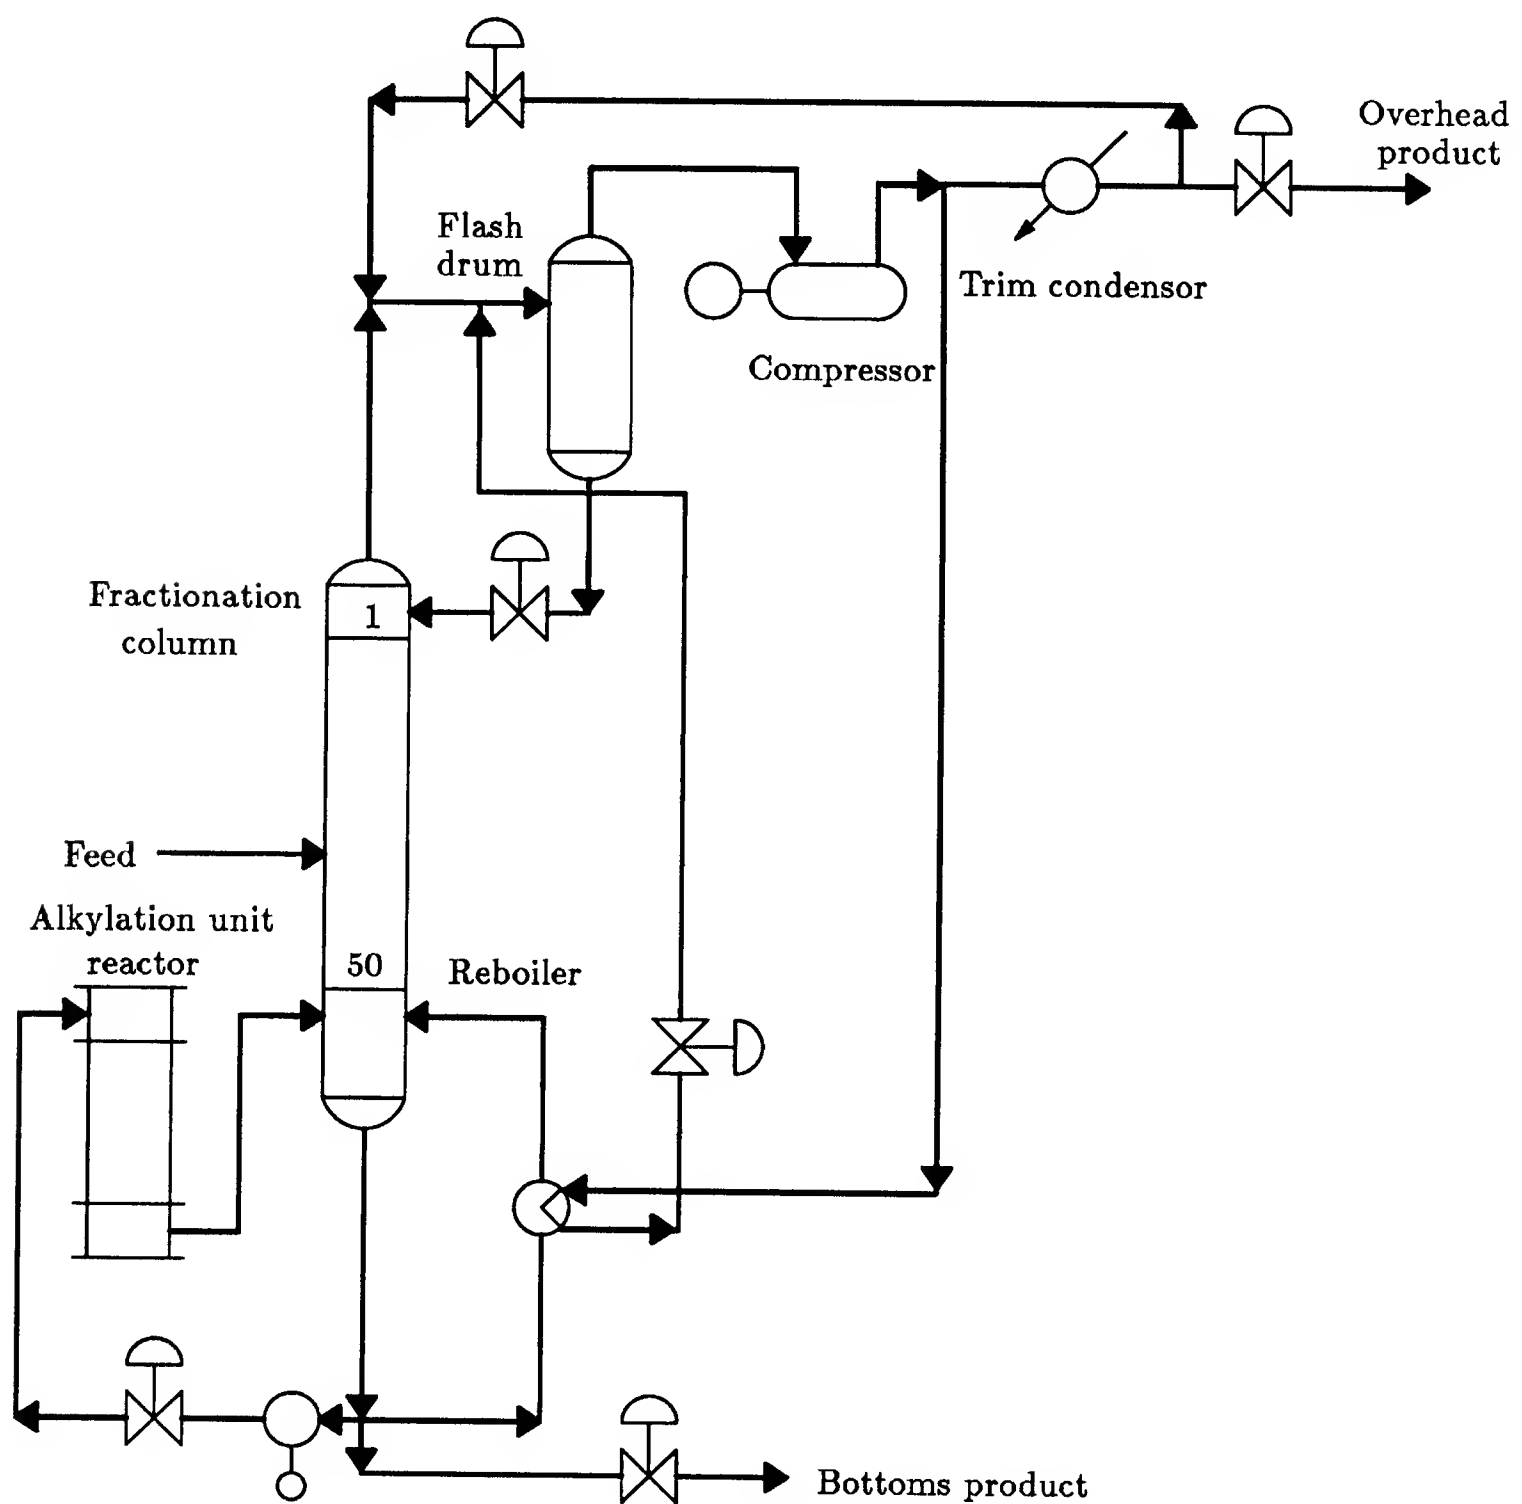 Overhead
product
Flash
drum
Trim condensor
Compressor
Fractionation
column
1
Feed
Alkylation unit
reactor
50
Reboiler
Bottoms product